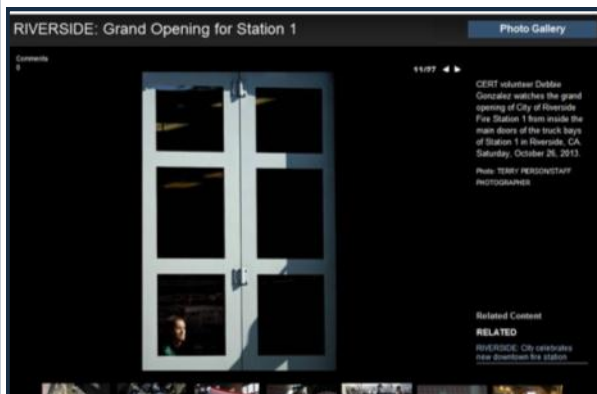 RIVERSIDE: Grand Opening for Station 1
Photo Gallery
Comments
0
11/27
CERT volunteer Debbie
Gonzalez watches the grand
opening of City of Riverside
Fire Station 1 from inside the
main doors of the truck bays
of Station 1 in Riverside, CA.
Saturday, October 26, 2013.
Photo: TERRY PIERSON/STAFF
PHOTOGRAPHER
Related Content
RELATED
RIVERSIDE: City celebrates
new downtown fire station